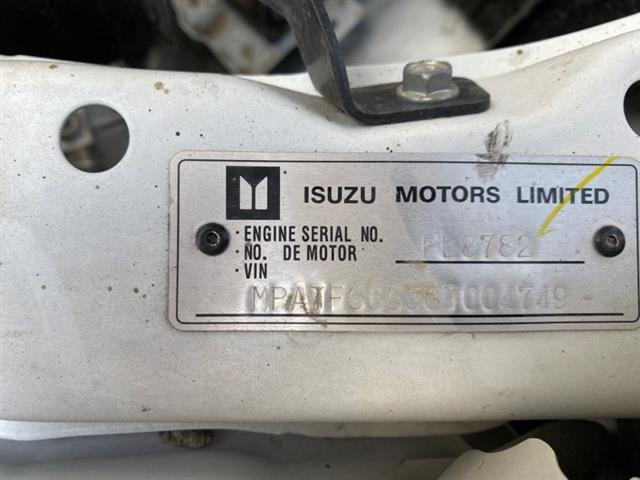 ISUZU MOTORS LIMITED
· ENGINE SERIAL NO.
· NO. DE MOTOR PL8782
· VIN